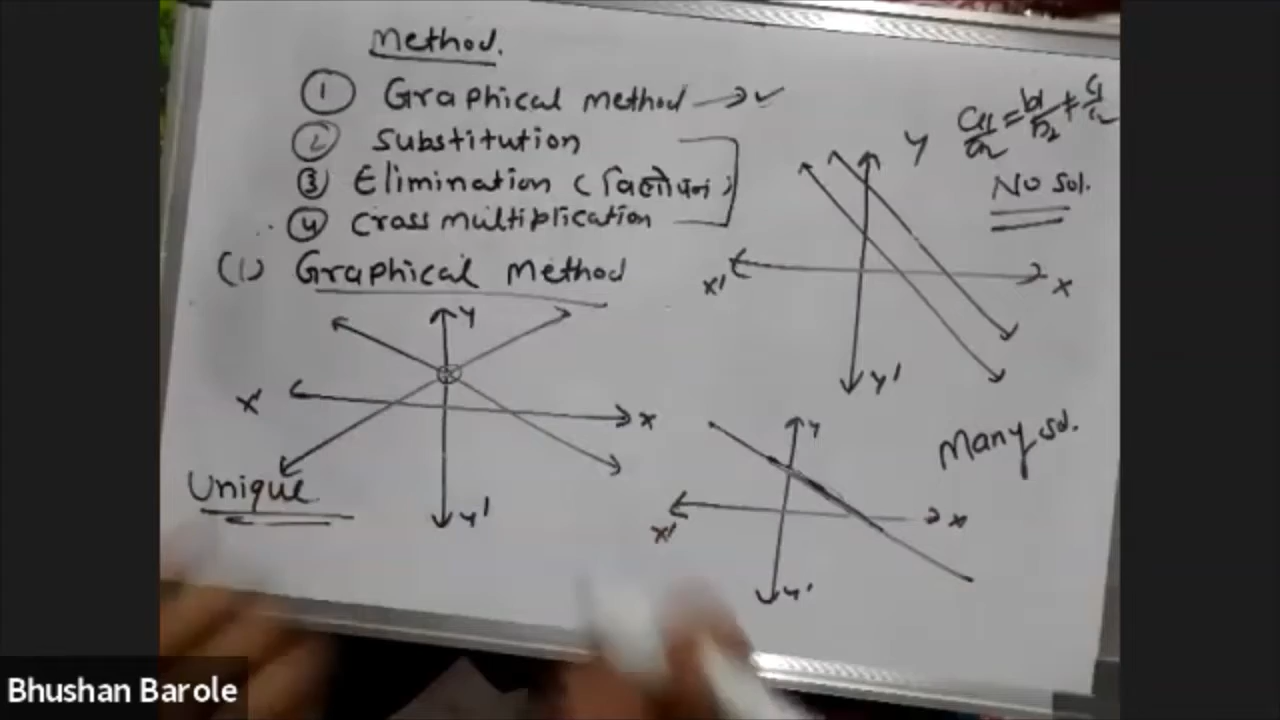 Method.
① Graphical method → ✓
② Substitution
③ Elimination (विलोपन)
④ Cross multiplication
(1) Graphical Method
Y
X'
X
Y'
Unique
Y
a1/a2 = b1/b2 ≠ c1/c2
No sol.
X'
X
Y'
Y
Many sol.
X'
X
Y'
Bhushan Barole